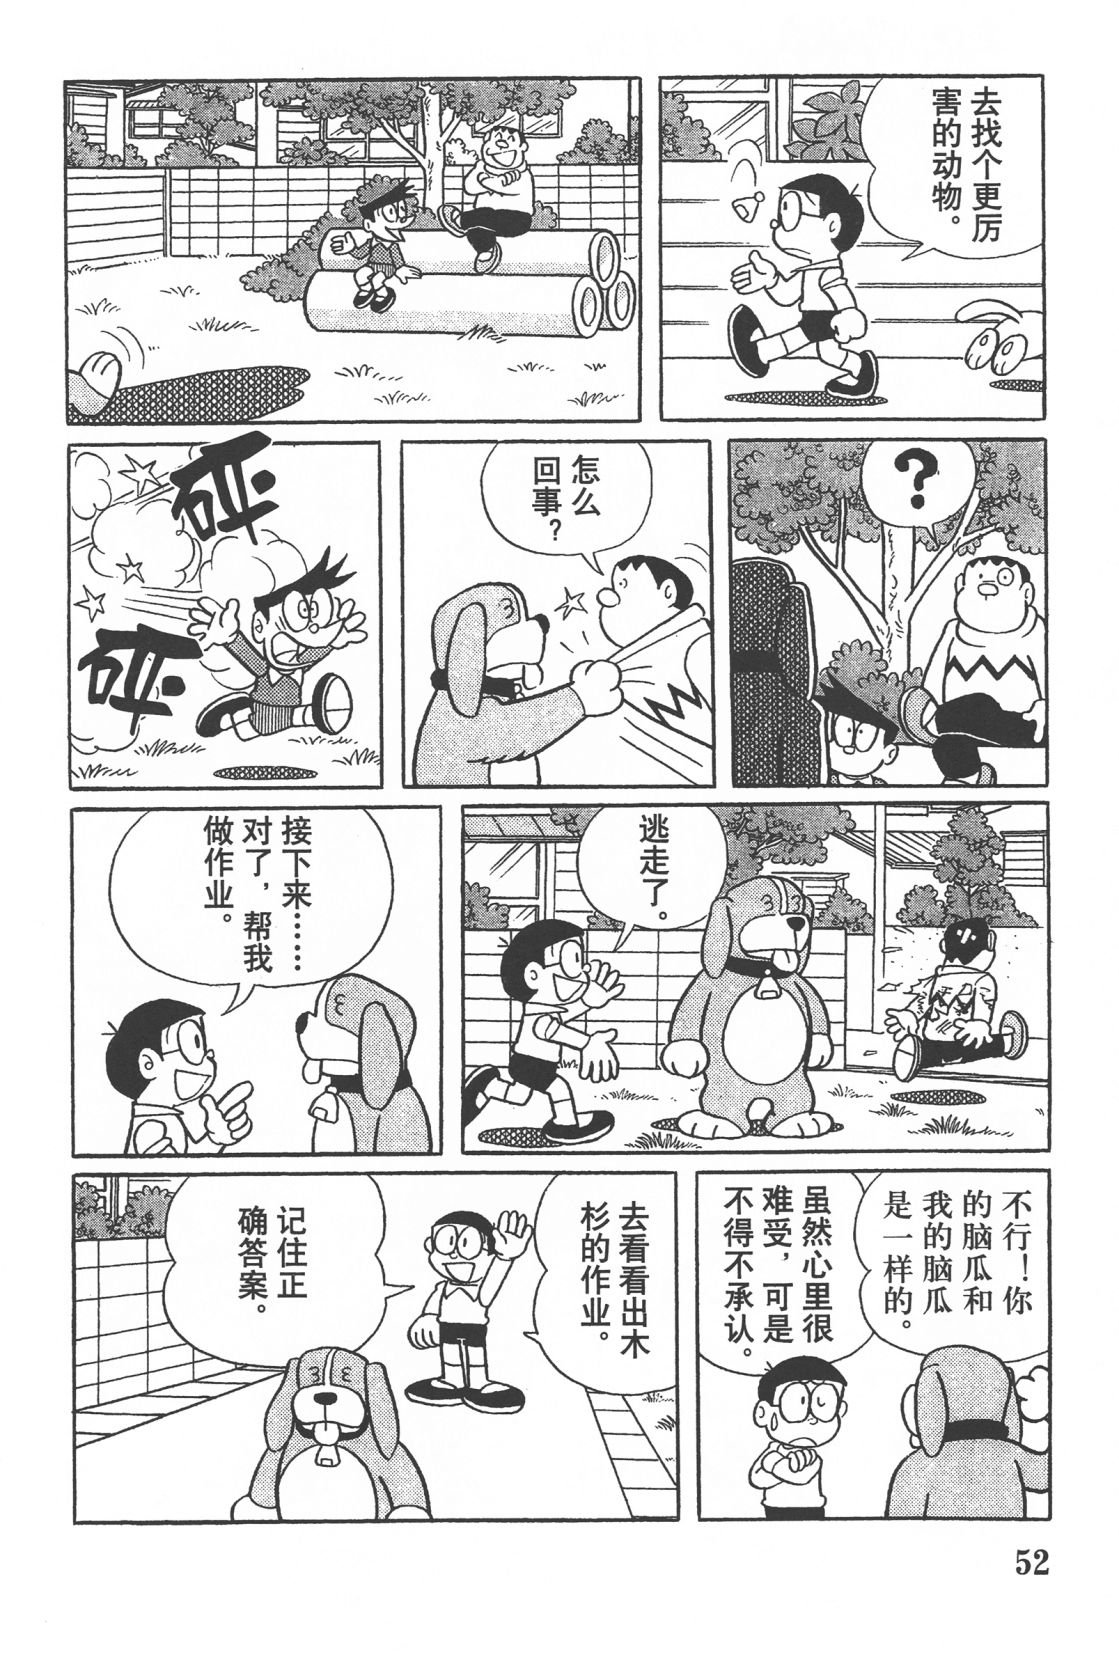 去找个更厉
害的动物。
?
怎么
回事?
砰
砰
逃走了。
接下来……
对了，帮我
做作业。
不行！你
的脑瓜和
我的脑瓜
是一样的。
虽然心里很
难受，可是
不得不承认。
去看看出木
杉的作业。
记住正
确答案。
52